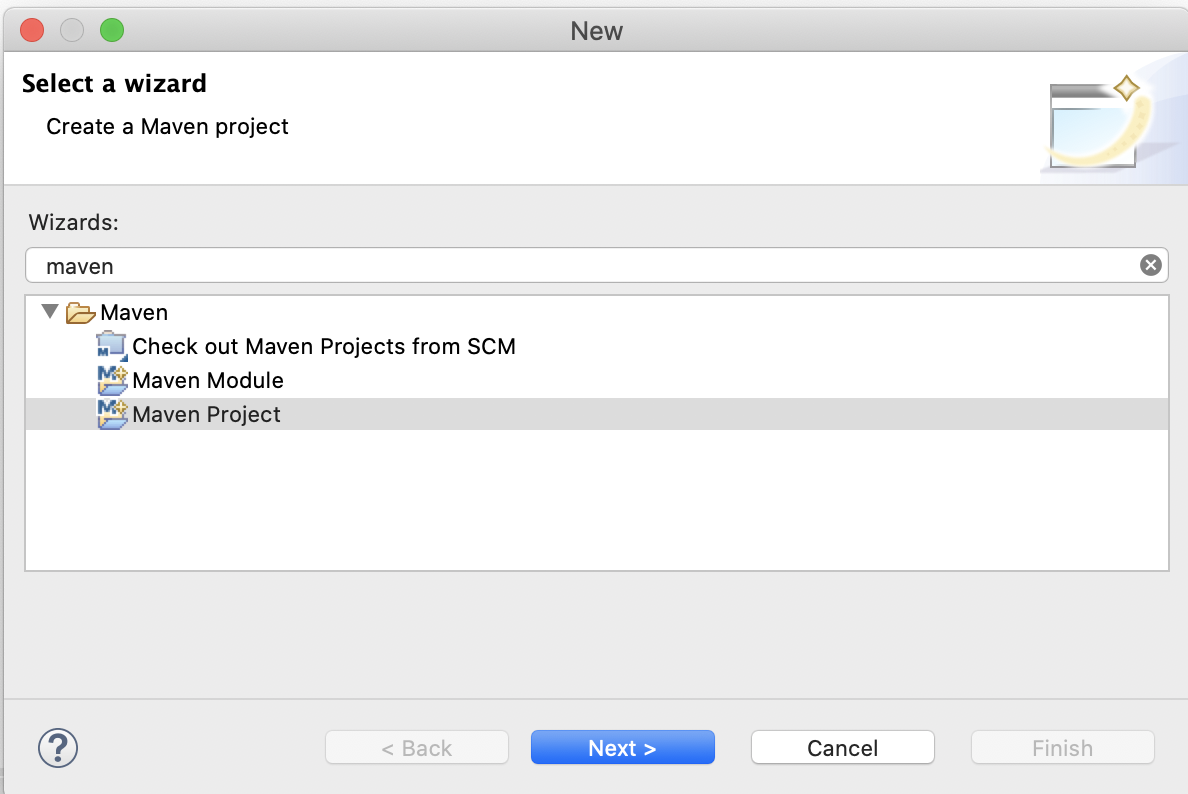 New
Select a wizard
Create a Maven project
Wizards:
maven
Maven
Check out Maven Projects from SCM
Maven Module
Maven Project
? < Back Next > Cancel Finish